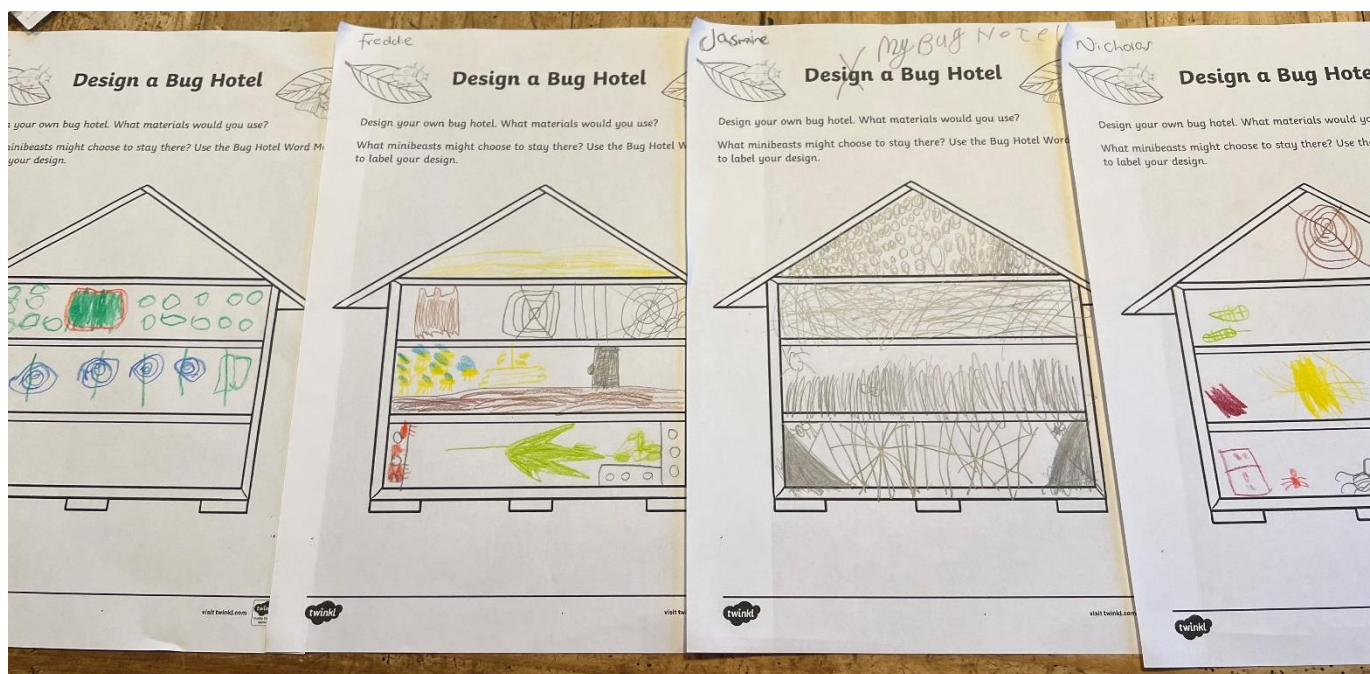 Design a Bug Hotel
your own bug hotel. What materials would you use?
minibeasts might choose to stay there? Use the Bug Hotel Word
your design.
visit twinkl.com
Freddie
Design a Bug Hotel
Design your own bug hotel. What materials would you use?
What minibeasts might choose to stay there? Use the Bug Hotel
to label your design.
twinkl
visit
Jasmine
My Bug Hotel
Design a Bug Hotel
Design your own bug hotel. What materials would you use?
What minibeasts might choose to stay there? Use the Bug Hotel Word
to label your design.
twinkl
visit twinkl.com
Nicholas
Design a Bug Hote
Design your own bug hotel. What materials would
What minibeasts might choose to stay there? Use
to label your design.
twinkl